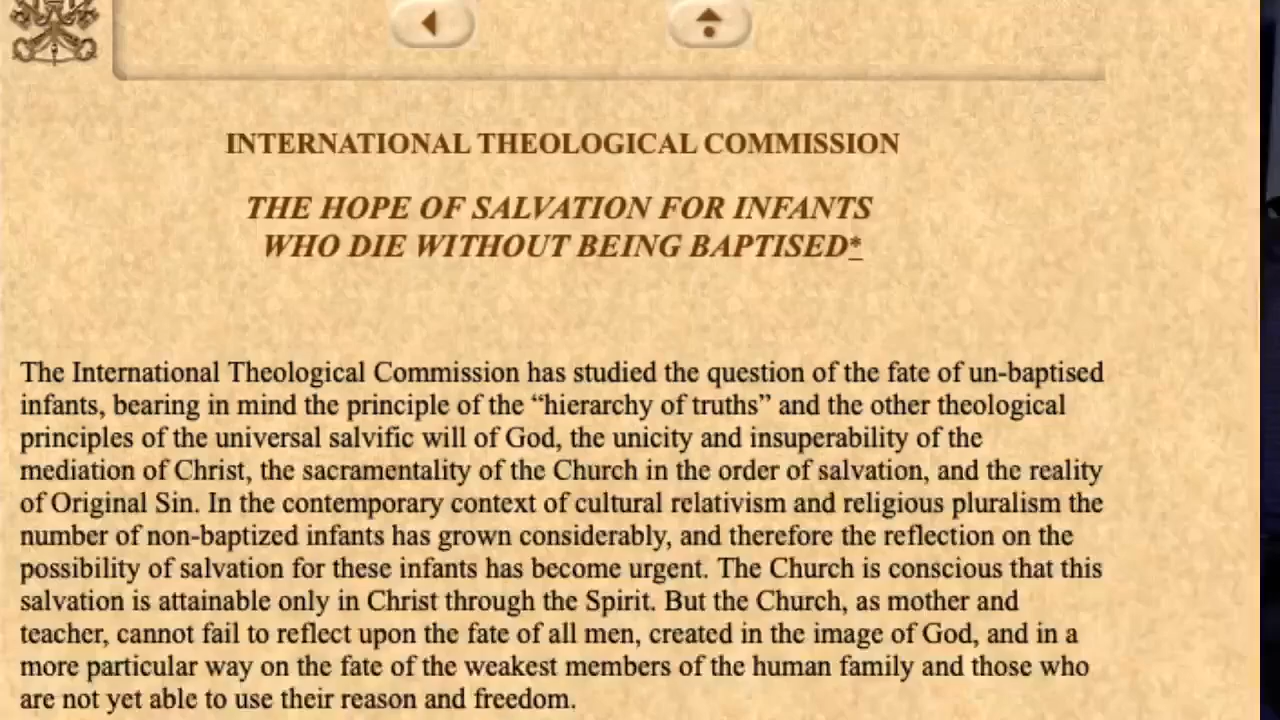 INTERNATIONAL THEOLOGICAL COMMISSION
THE HOPE OF SALVATION FOR INFANTS
WHO DIE WITHOUT BEING BAPTISED*
The International Theological Commission has studied the question of the fate of un-baptised
infants, bearing in mind the principle of the “hierarchy of truths” and the other theological
principles of the universal salvific will of God, the unicity and insuperability of the
mediation of Christ, the sacramentality of the Church in the order of salvation, and the reality
of Original Sin. In the contemporary context of cultural relativism and religious pluralism the
number of non-baptized infants has grown considerably, and therefore the reflection on the
possibility of salvation for these infants has become urgent. The Church is conscious that this
salvation is attainable only in Christ through the Spirit. But the Church, as mother and
teacher, cannot fail to reflect upon the fate of all men, created in the image of God, and in a
more particular way on the fate of the weakest members of the human family and those who
are not yet able to use their reason and freedom.